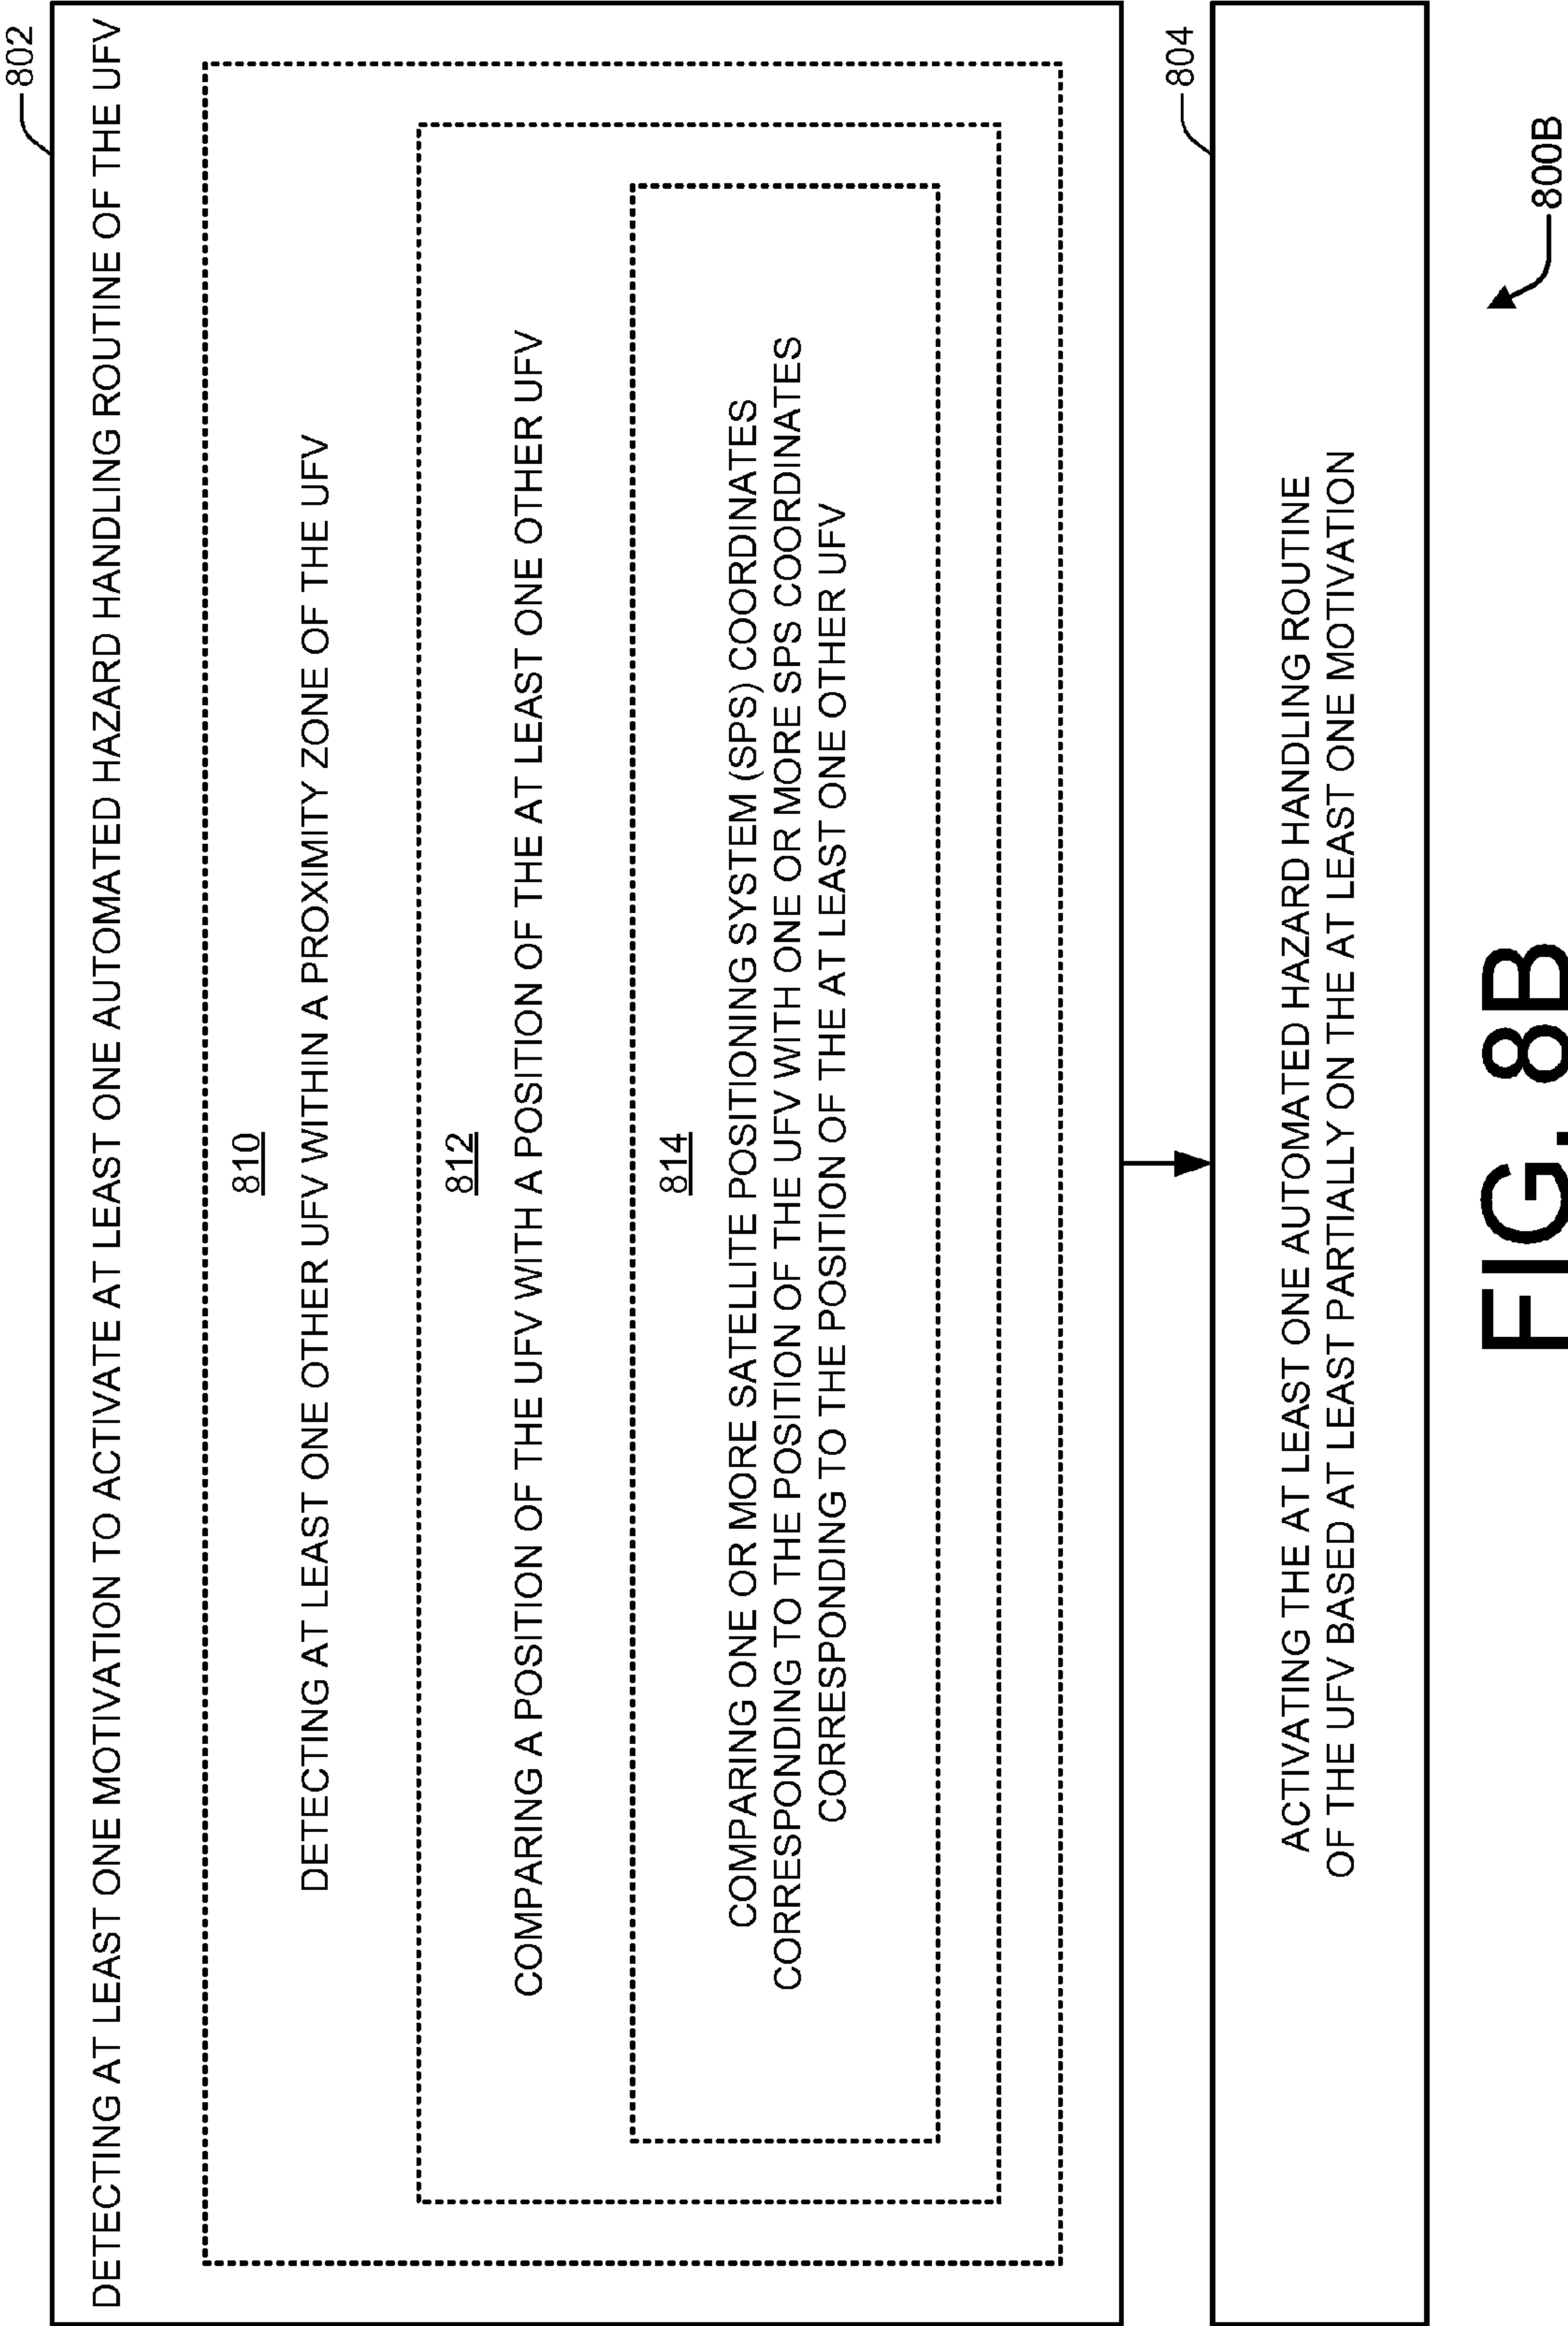 802
DETECTING AT LEAST ONE MOTIVATION TO ACTIVATE AT LEAST ONE AUTOMATED HAZARD HANDLING ROUTINE OF THE UFV
810
DETECTING AT LEAST ONE OTHER UFV WITHIN A PROXIMITY ZONE OF THE UFV
812
COMPARING A POSITION OF THE UFV WITH A POSITION OF THE AT LEAST ONE OTHER UFV
814
COMPARING ONE OR MORE SATELLITE POSITIONING SYSTEM (SPS) COORDINATES
CORRESPONDING TO THE POSITION OF THE UFV WITH ONE OR MORE SPS COORDINATES
CORRESPONDING TO THE POSITION OF THE AT LEAST ONE OTHER UFV
804
ACTIVATING THE AT LEAST ONE AUTOMATED HAZARD HANDLING ROUTINE
OF THE UFV BASED AT LEAST PARTIALLY ON THE AT LEAST ONE MOTIVATION
800B
FIG. 8B